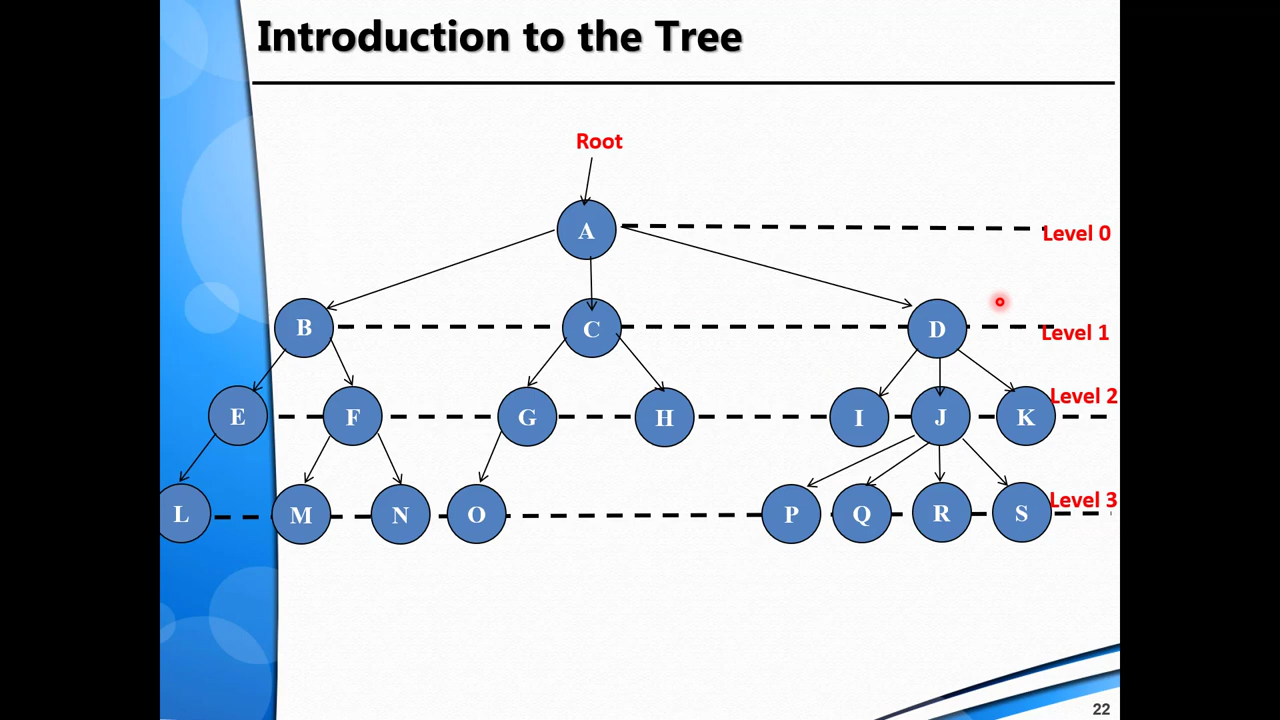 Introduction to the Tree
Root
A
Level 0
B C D Level 1
E F G H I J K Level 2
L M N O P Q R S Level 3
22